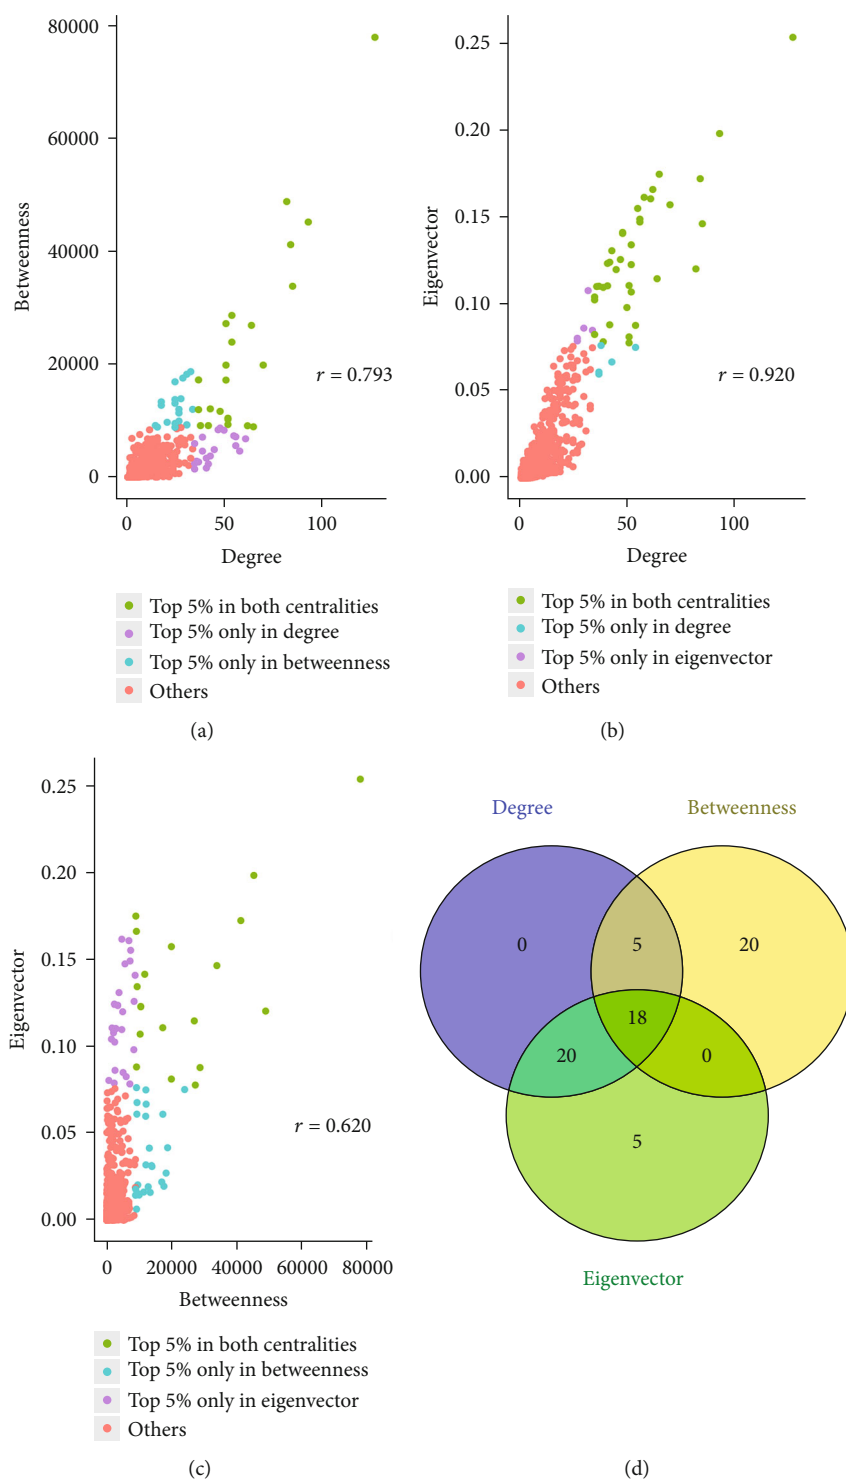 80000
60000
40000
20000
0
Betweenness
r = 0.793
0 50 100
Degree
Top 5% in both centralities
Top 5% only in degree
Top 5% only in betweenness
Others
(a)
0.25
0.20
0.15
0.10
0.05
0.00
Eigenvector
r = 0.920
0 50 100
Degree
Top 5% in both centralities
Top 5% only in degree
Top 5% only in eigenvector
Others
(b)
0.25
0.20
0.15
0.10
0.05
0.00
Eigenvector
r = 0.620
0 20000 40000 60000 80000
Betweenness
Top 5% in both centralities
Top 5% only in betweenness
Top 5% only in eigenvector
Others
(c)
Degree Betweenness
0 5 20
18
20 0
5
Eigenvector
(d)